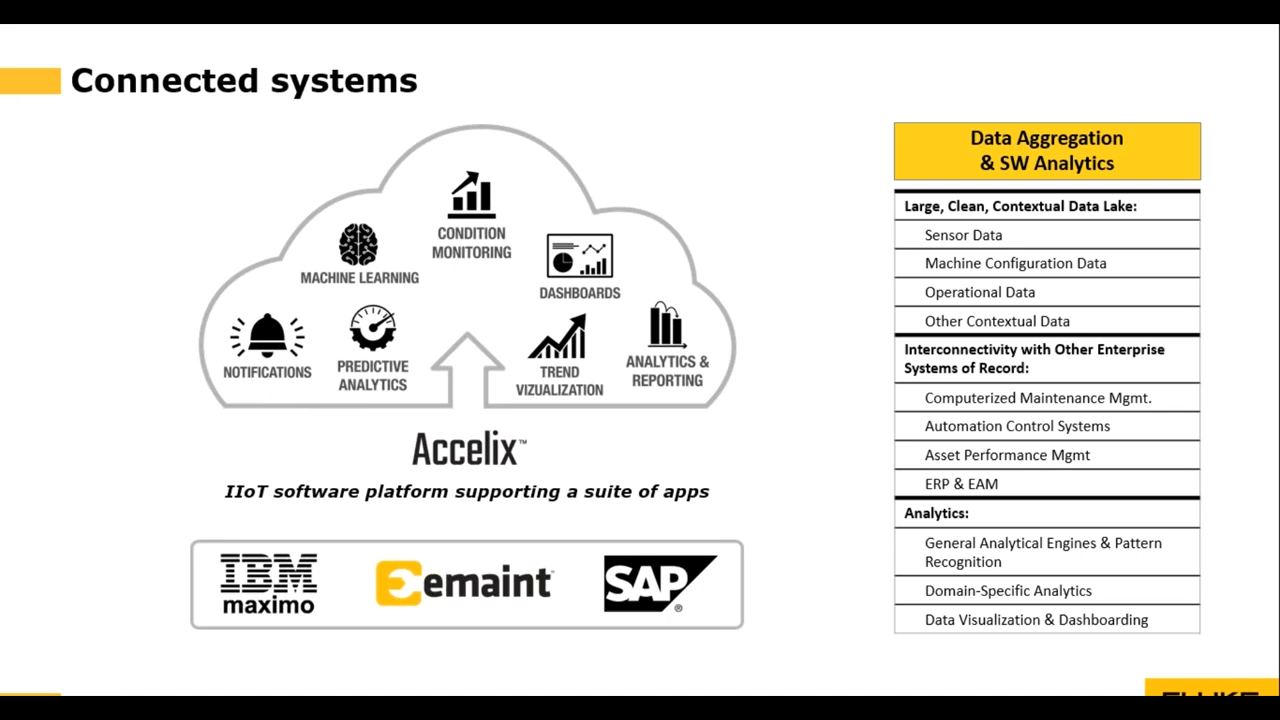 Connected systems
CONDITION
MONITORING
MACHINE LEARNING
DASHBOARDS
NOTIFICATIONS
PREDICTIVE
ANALYTICS
TREND
VIZUALIZATION
ANALYTICS &
REPORTING
Accelix™
IIoT software platform supporting a suite of apps
IBM
maximo
emaint™
SAP®
Data Aggregation
& SW Analytics
Large, Clean, Contextual Data Lake:
Sensor Data
Machine Configuration Data
Operational Data
Other Contextual Data
Interconnectivity with Other Enterprise
Systems of Record:
Computerized Maintenance Mgmt.
Automation Control Systems
Asset Performance Mgmt
ERP & EAM
Analytics:
General Analytical Engines & Pattern
Recognition
Domain-Specific Analytics
Data Visualization & Dashboarding